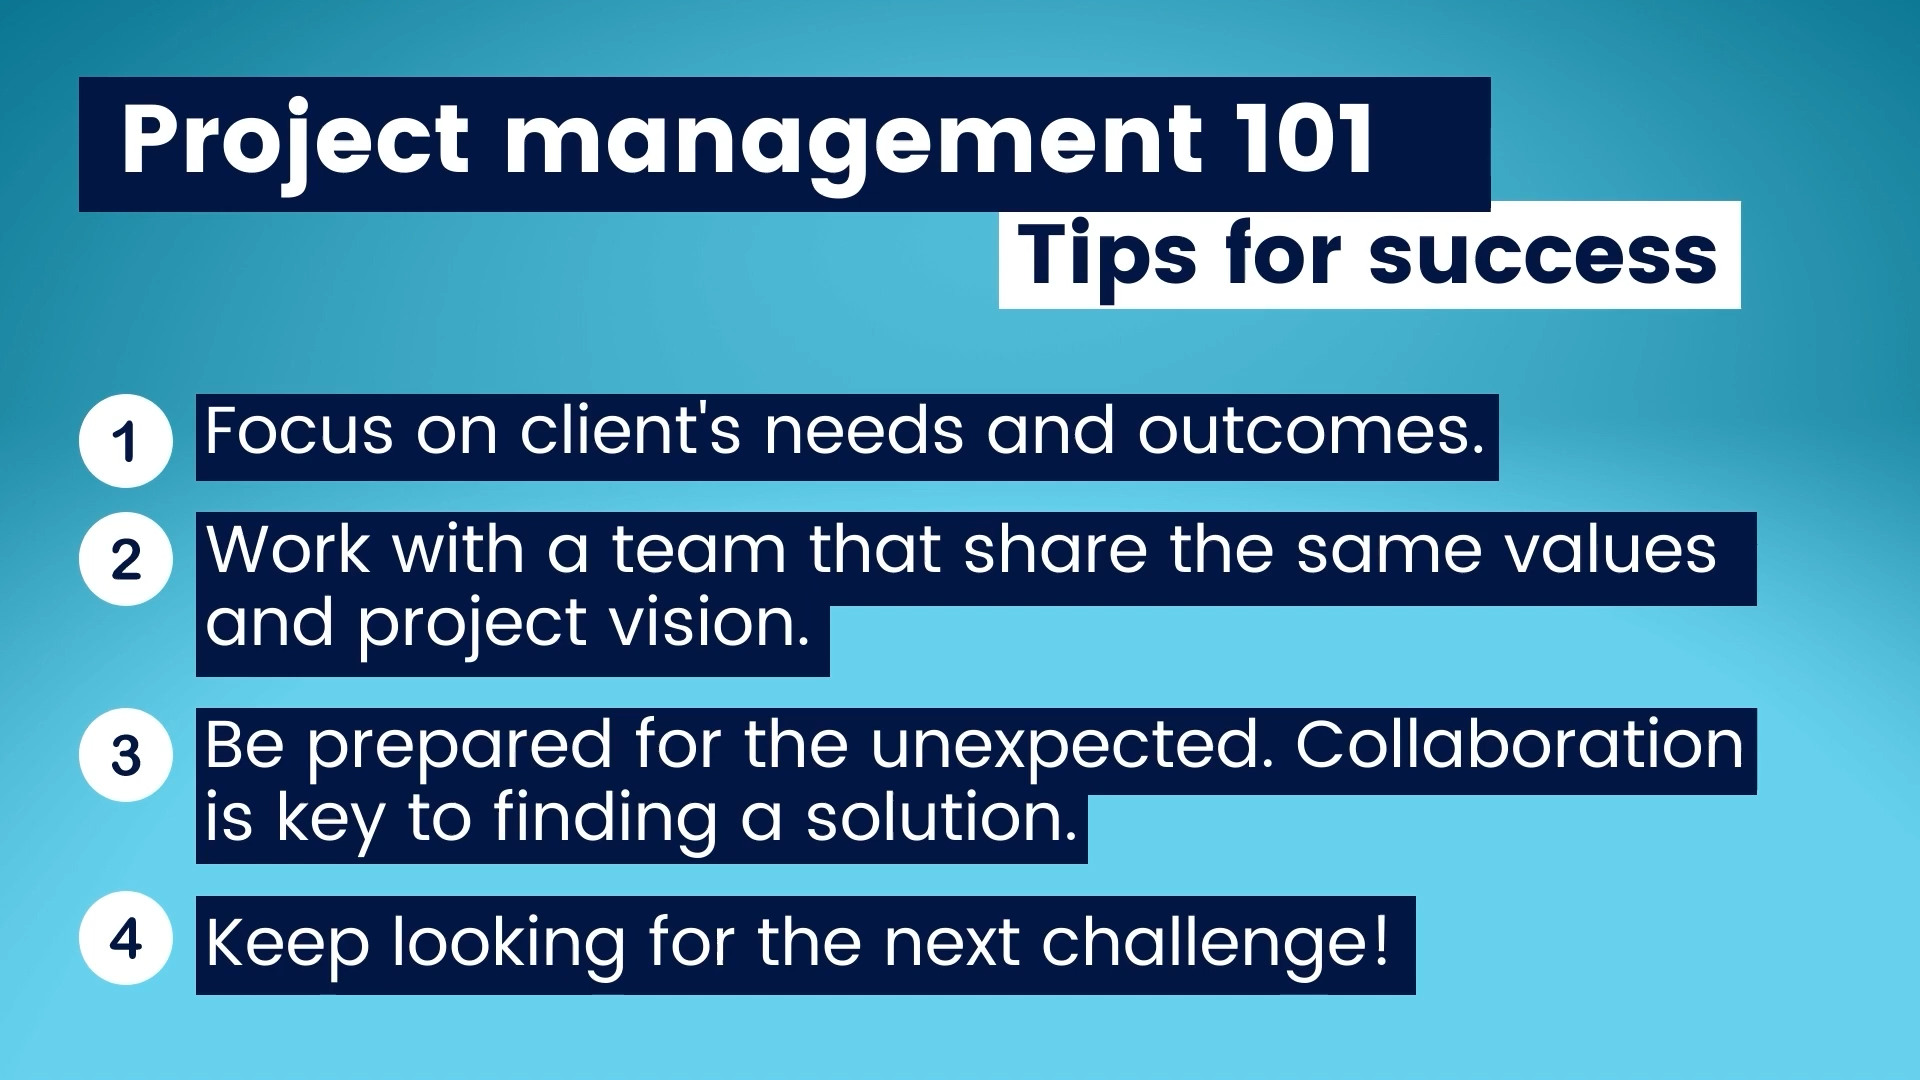 Project management 101
Tips for success
1 Focus on client's needs and outcomes.
2 Work with a team that share the same values
and project vision.
3 Be prepared for the unexpected. Collaboration
is key to finding a solution.
4 Keep looking for the next challenge!